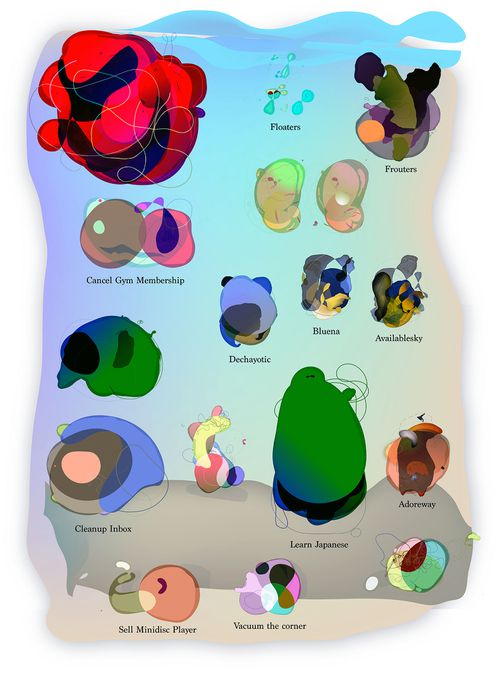 Floaters
Frouters
Cancel Gym Membership
Bluena
Availablesky
Dechayotic
Adoreway
Cleanup Inbox
Learn Japanese
Sell Minidisc Player
Vacuum the corner